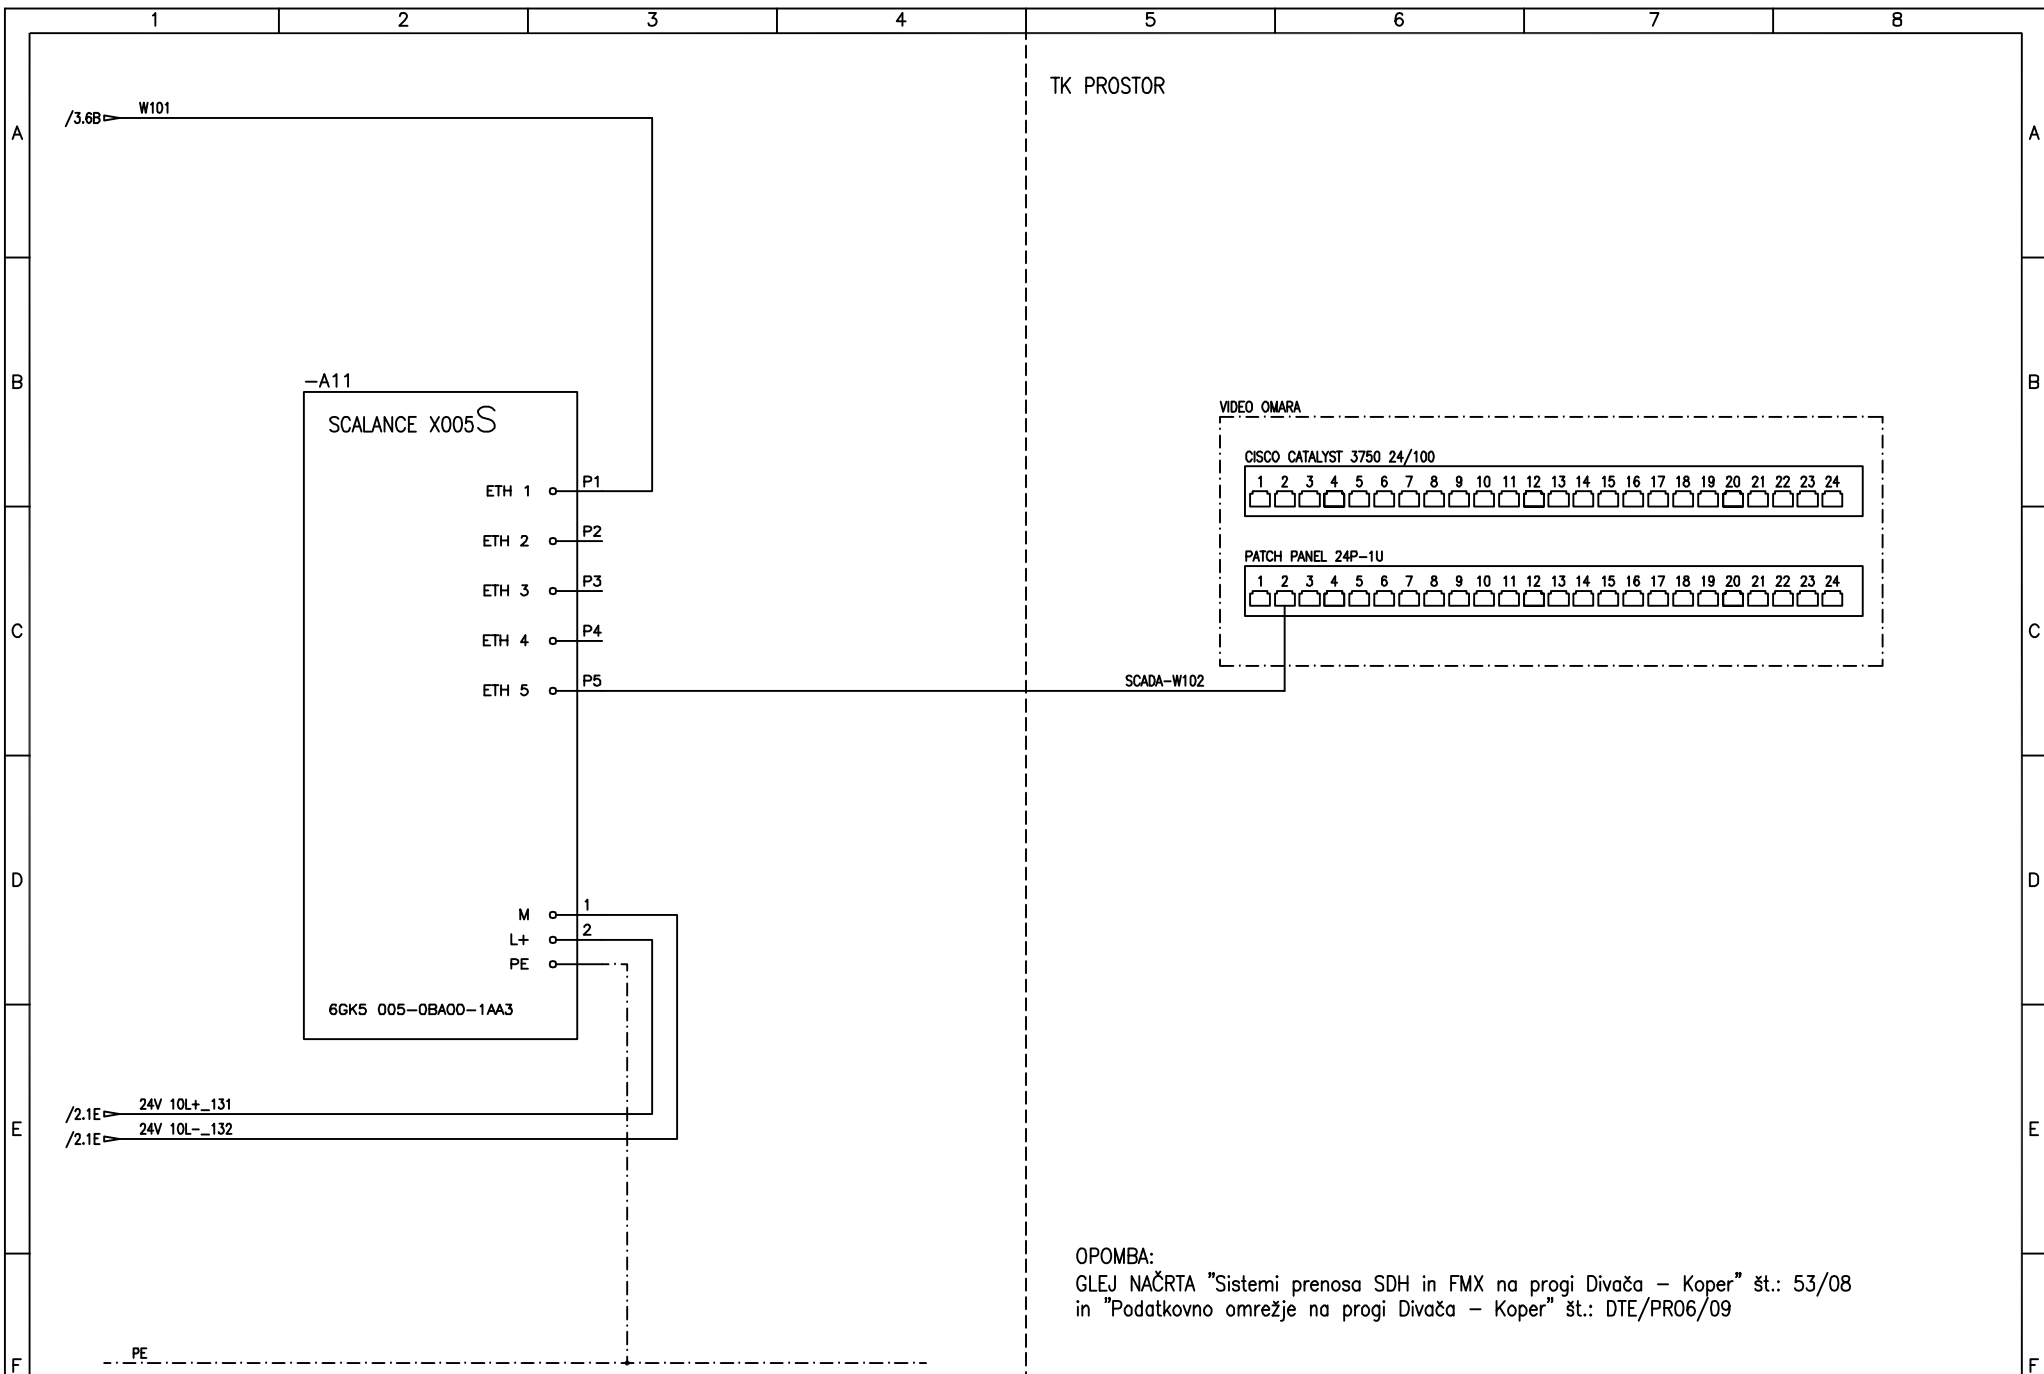 1 2 3 4 5 6 7 8
TK PROSTOR
/3.6B W101
A A
B B
-A11
SCALANCE X005S
VIDEO OMARA
CISCO CATALYST 3750 24/100
1 2 3 4 5 6 7 8 9 10 11 12 13 14 15 16 17 18 19 20 21 22 23 24
ETH 1 P1
ETH 2 P2
PATCH PANEL 24P-1U
1 2 3 4 5 6 7 8 9 10 11 12 13 14 15 16 17 18 19 20 21 22 23 24
ETH 3 P3
C C
ETH 4 P4
ETH 5 P5
SCADA-W102
D D
M 1
L+ 2
PE
6GK5 005-0BA00-1AA3
/2.1E 24V 10L+_131
/2.1E 24V 10L-_132
E E
OPOMBA:
GLEJ NAČRTA "Sistemi prenosa SDH in FMX na progi Divača - Koper" št.: 53/08
in "Podatkovno omrežje na progi Divača - Koper" št.: DTE/PR06/09
PE
F F